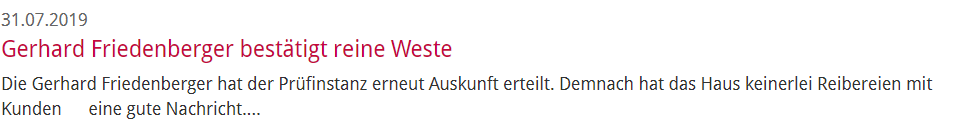 31.07.2019
Gerhard Friedenberger bestätigt reine Weste
Die Gerhard Friedenberger hat der Prüfinstanz erneut Auskunft erteilt. Demnach hat das Haus keinerlei Reibereien mit
Kunden eine gute Nachricht....